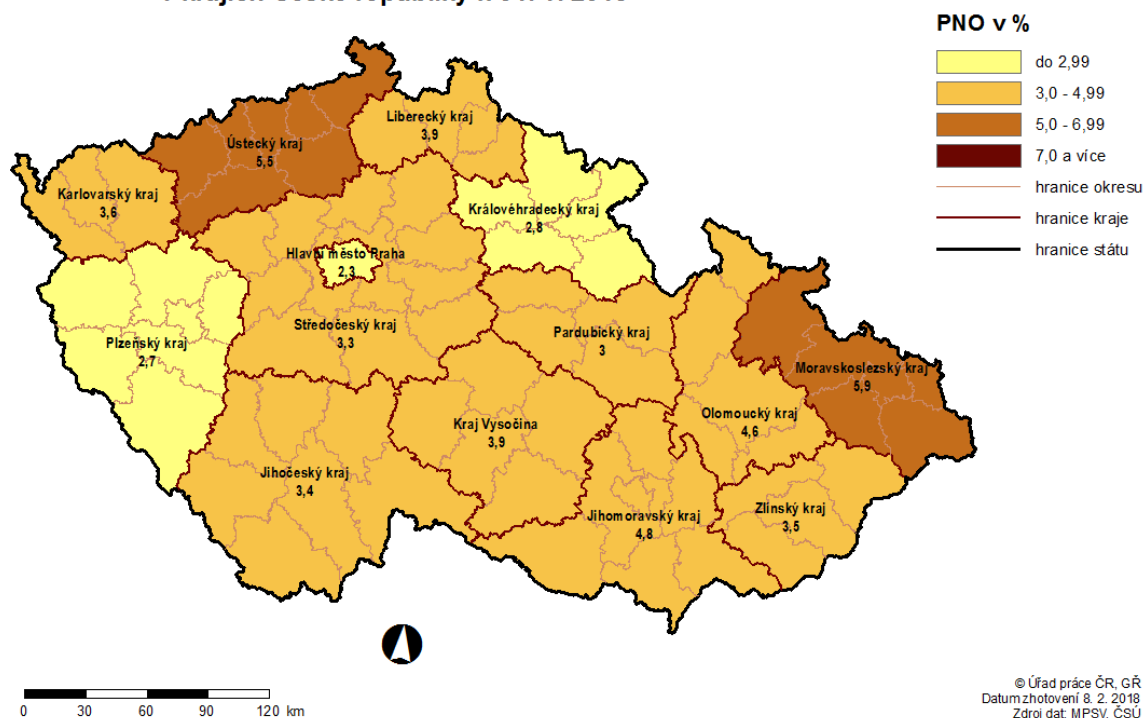 PNO v %
do 2,99
3,0 - 4,99
5,0 - 6,99
7,0 a více
hranice okresu
hranice kraje
hranice státu
Liberecký kraj
3,9
Ústecký kraj
5,5
Karlovarský kraj
3,6
Královéhradecký kraj
2,8
Hlavní město Praha
2,3
Středočeský kraj
3,3
Pardubický kraj
3
Plzeňský kraj
2,7
Moravskoslezský kraj
5,9
Olomoucký kraj
4,6
Kraj Vysočina
3,9
Jihočeský kraj
3,4
Zlínský kraj
3,5
Jihomoravský kraj
4,8
0 30 60 90 120 km
© Úřad práce ČR, GŘ
Datum zhotovení 8. 2. 2018
Zdroj dat: MPSV, ČSÚ